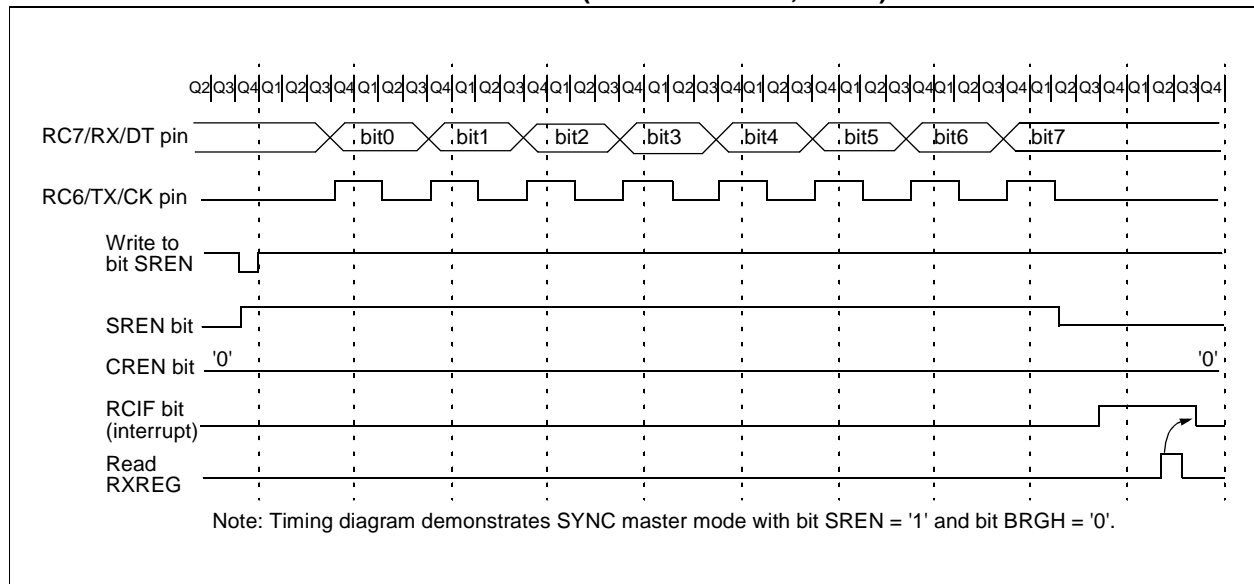 Q2|Q3|Q4|Q1|Q2|Q3|Q4|Q1|Q2|Q3|Q4|Q1|Q2|Q3|Q4|Q1|Q2|Q3|Q4|Q1|Q2|Q3|Q4|Q1|Q2|Q3|Q4|Q1|Q2|Q3|Q4|Q1|Q2|Q3|Q4|Q1|Q2|Q3|Q4|Q1|Q2|Q3|Q4
RC7/RX/DT pin bit0 bit1 bit2 bit3 bit4 bit5 bit6 bit7
RC6/TX/CK pin
Write to
bit SREN
SREN bit
CREN bit '0' '0'
RCIF bit
(interrupt)
Read
RXREG
Note: Timing diagram demonstrates SYNC master mode with bit SREN = '1' and bit BRGH = '0'.